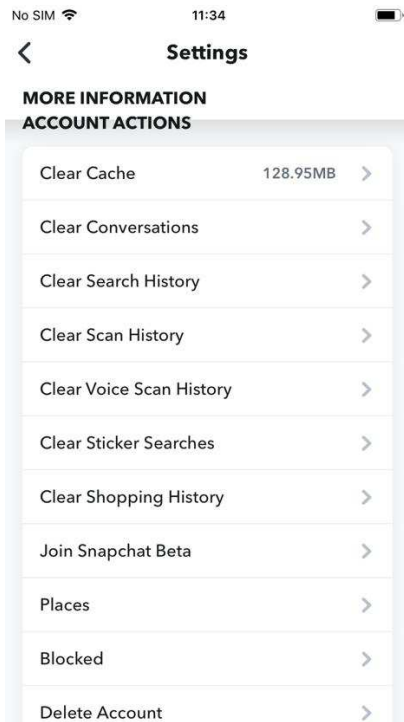 No SIM 11:34
Settings
MORE INFORMATION
ACCOUNT ACTIONS
Clear Cache 128.95MB
Clear Conversations
Clear Search History
Clear Scan History
Clear Voice Scan History
Clear Sticker Searches
Clear Shopping History
Join Snapchat Beta
Places
Blocked
Delete Account